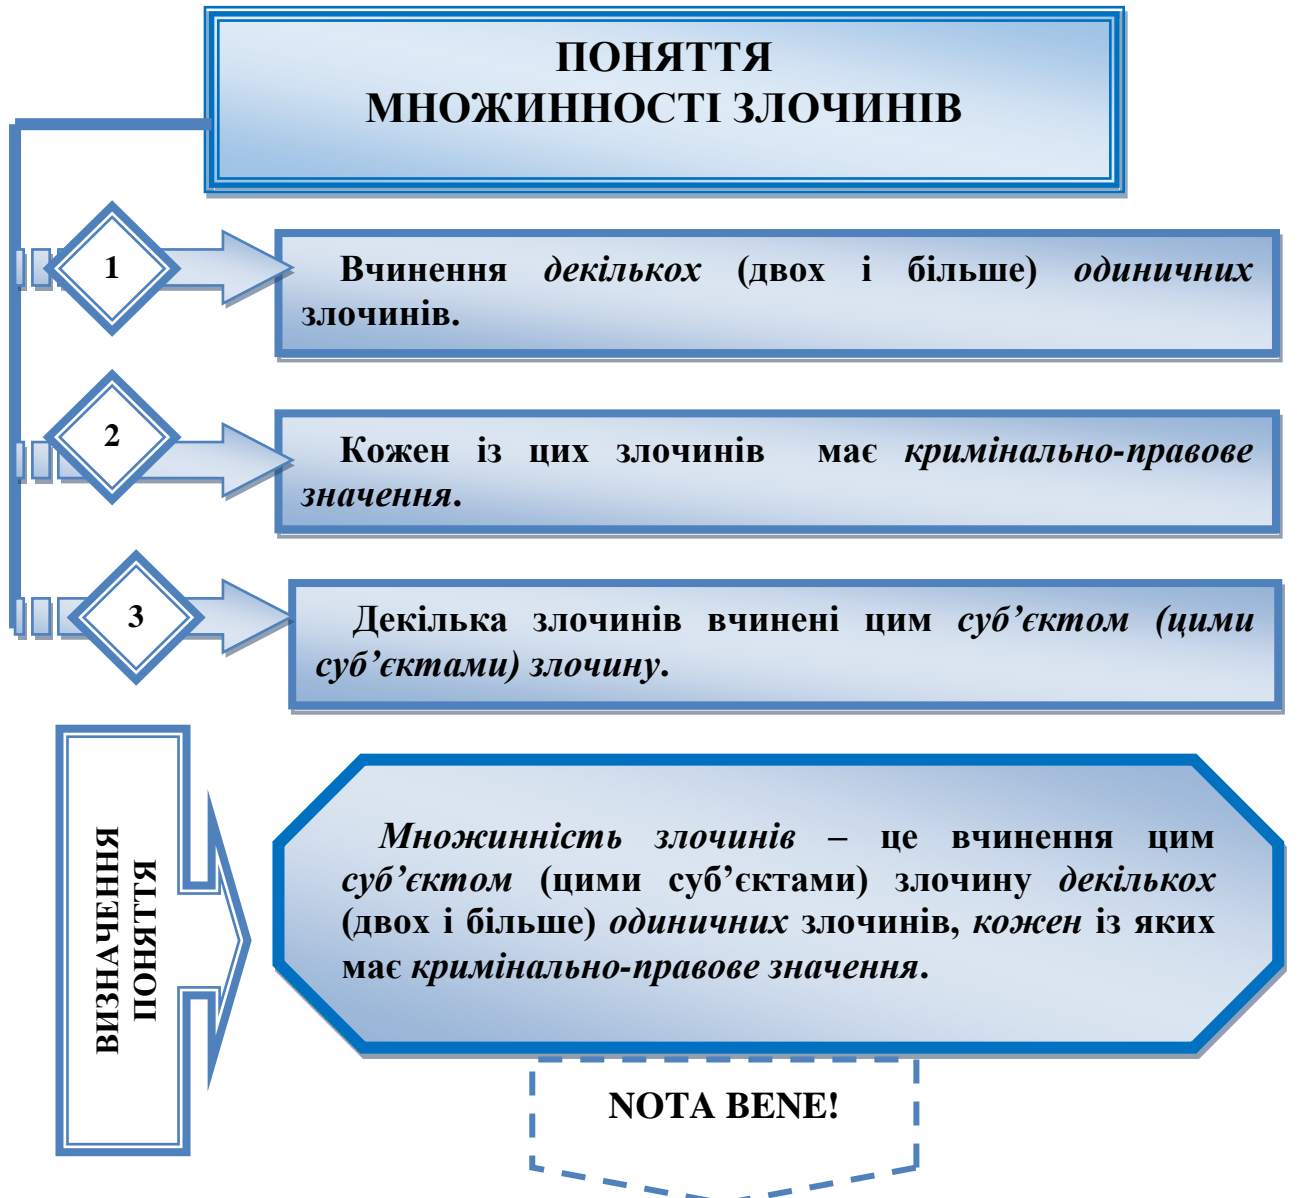 ПОНЯТТЯ
МНОЖИННОСТІ ЗЛОЧИНІВ
1
Вчинення декількох (двох і більше) одиничних
злочинів.
2
Кожен із цих злочинів має кримінально-правове
значення.
3
Декілька злочинів вчинені цим суб’єктом (цими
суб’єктами) злочину.
ВИЗНАЧЕННЯ
ПОНЯТТЯ
Множинність злочинів – це вчинення цим
суб’єктом (цими суб’єктами) злочину декількох
(двох і більше) одиничних злочинів, кожен із яких
має кримінально-правове значення.
NOTA BENE!